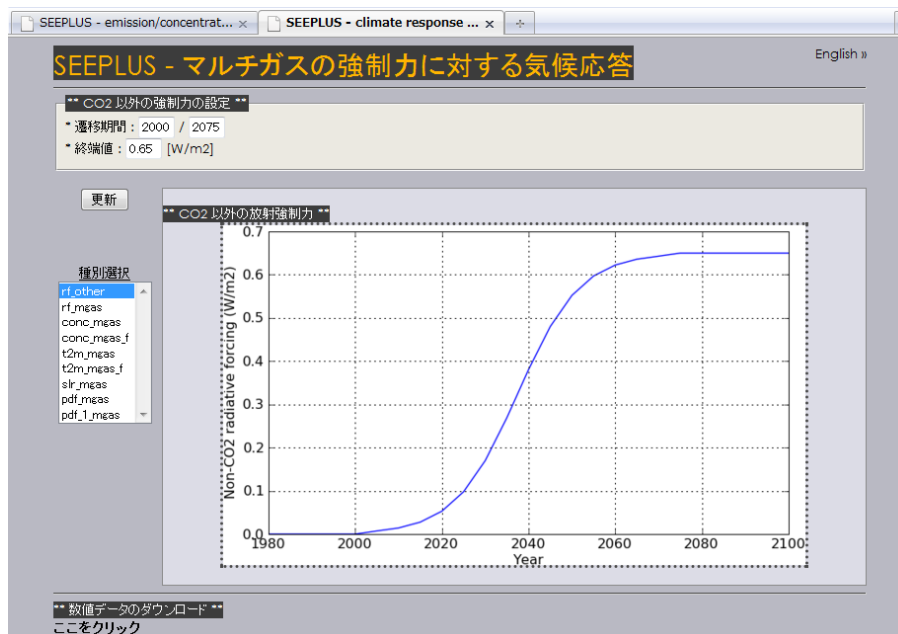 SEEPLUS - emission/concentrat... x
SEEPLUS - climate response ... x
SEEPLUS - マルチガスの強制力に対する気候応答
English »
** CO2 以外の強制力の設定 **
* 遷移期間 : 2000 / 2075
* 終端値 : 0.65 [W/m2]
更新
** CO2 以外の放射強制力 **
種別選択
rf_other
rf_mgas
conc_mgas
conc_mgas_f
t2m_mgas
t2m_mgas_f
slr_mgas
pdf_mgas
pdf_1_mgas
Non-CO2 radiative forcing (W/m2)
0.7
0.6
0.5
0.4
0.3
0.2
0.1
0.0
1980 2000 2020 2040 2060 2080 2100
Year
** 数値データのダウンロード **
ここをクリック